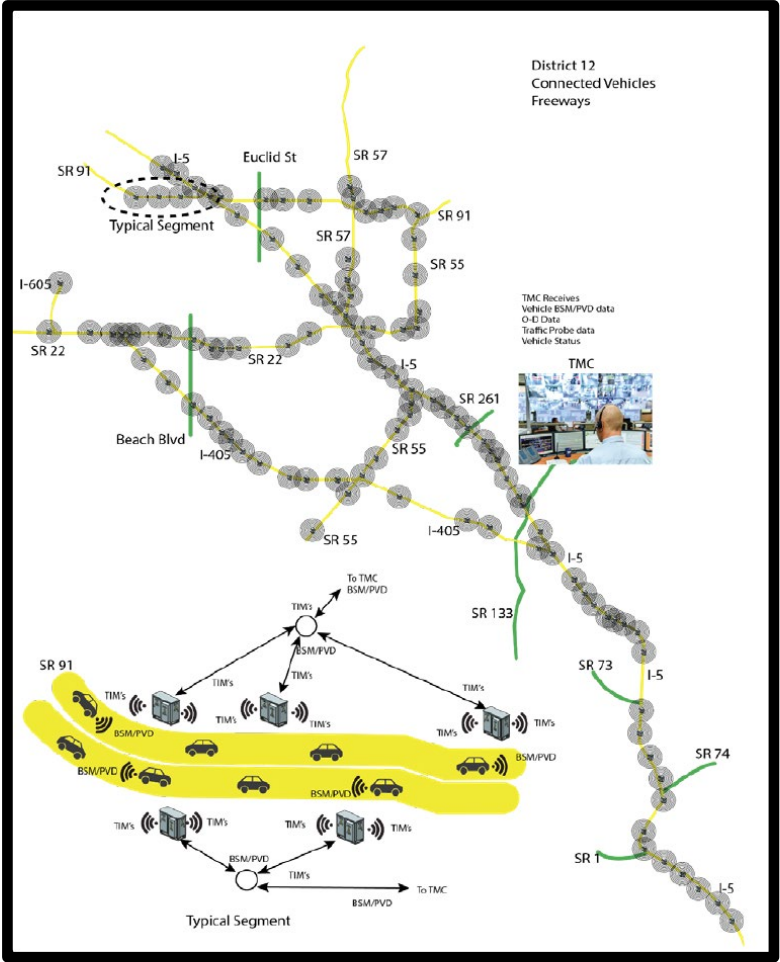 District 12
Connected Vehicles
Freeways
I-5
Euclid St
SR 57
SR 91
Typical Segment
SR 57
SR 91
SR 55
I-605
TMC Receives
Vehicle BSM/PVD data
O-D Data
Traffic Probe data
Vehicle Status
SR 22
SR 22
I-5
TMC
SR 261
Beach Blvd
I-405
SR 55
I-405
SR 55
I-5
To TMC
BSM/PVD
TIM's
SR 133
BSM/PVD
SR 91
TIM's
TIM's
SR 73
I-5
TIM's
TIM's
TIM's
TIM's
TIM's
TIM's
BSM/PVD
BSM/PVD
SR 74
BSM/PVD
BSM/PVD
TIM's
TIM's
TIM's
TIM's
BSM/PVD
SR 1
TIM's
To TMC
I-5
BSM/PVD
Typical Segment